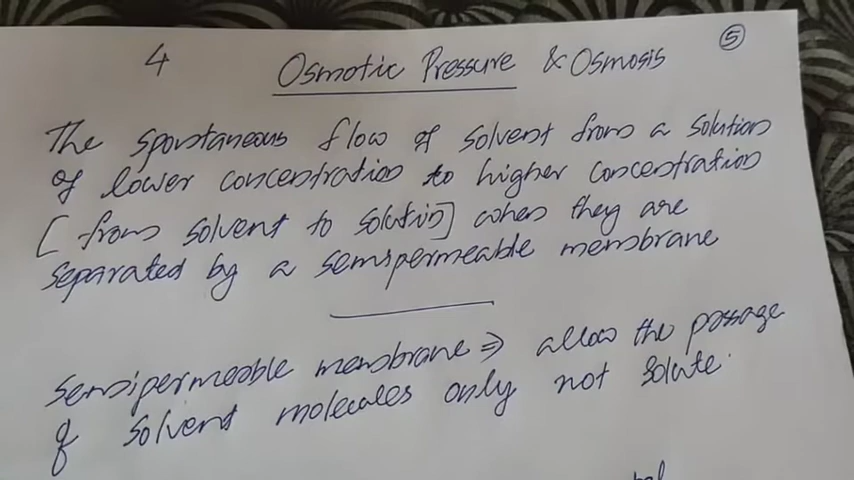 4 Osmotic Pressure & Osmosis ⑤
The spontaneous flow of solvent from a solution
of lower concentration to higher concentration
[from solvent to solution] when they are
separated by a semipermeable membrane
Semipermeable membrane ⇒ allow the passage
of solvent molecules only not solute.